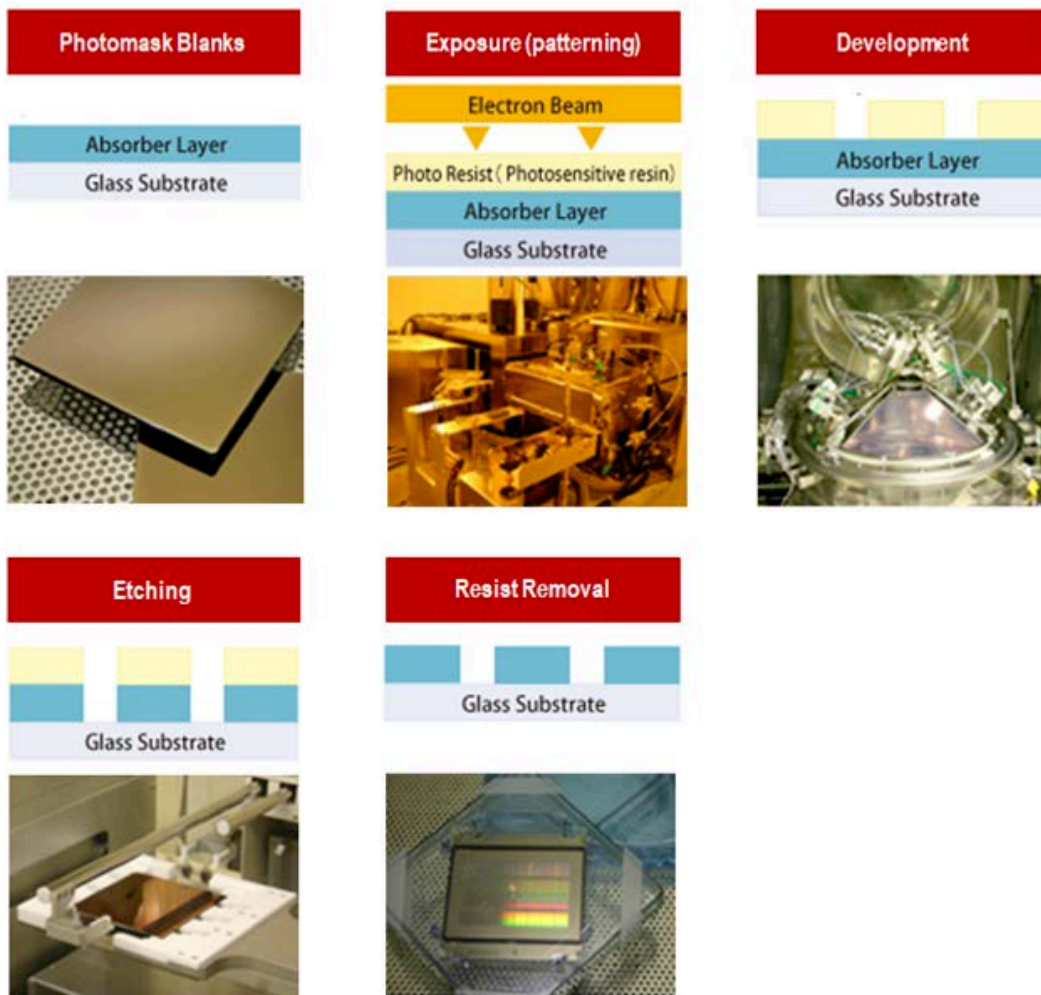 Photomask Blanks
Absorber Layer
Glass Substrate
Exposure (patterning)
Electron Beam
Photo Resist( Photosensitive resin)
Absorber Layer
Glass Substrate
Development
Absorber Layer
Glass Substrate
Etching
Glass Substrate
Resist Removal
Glass Substrate